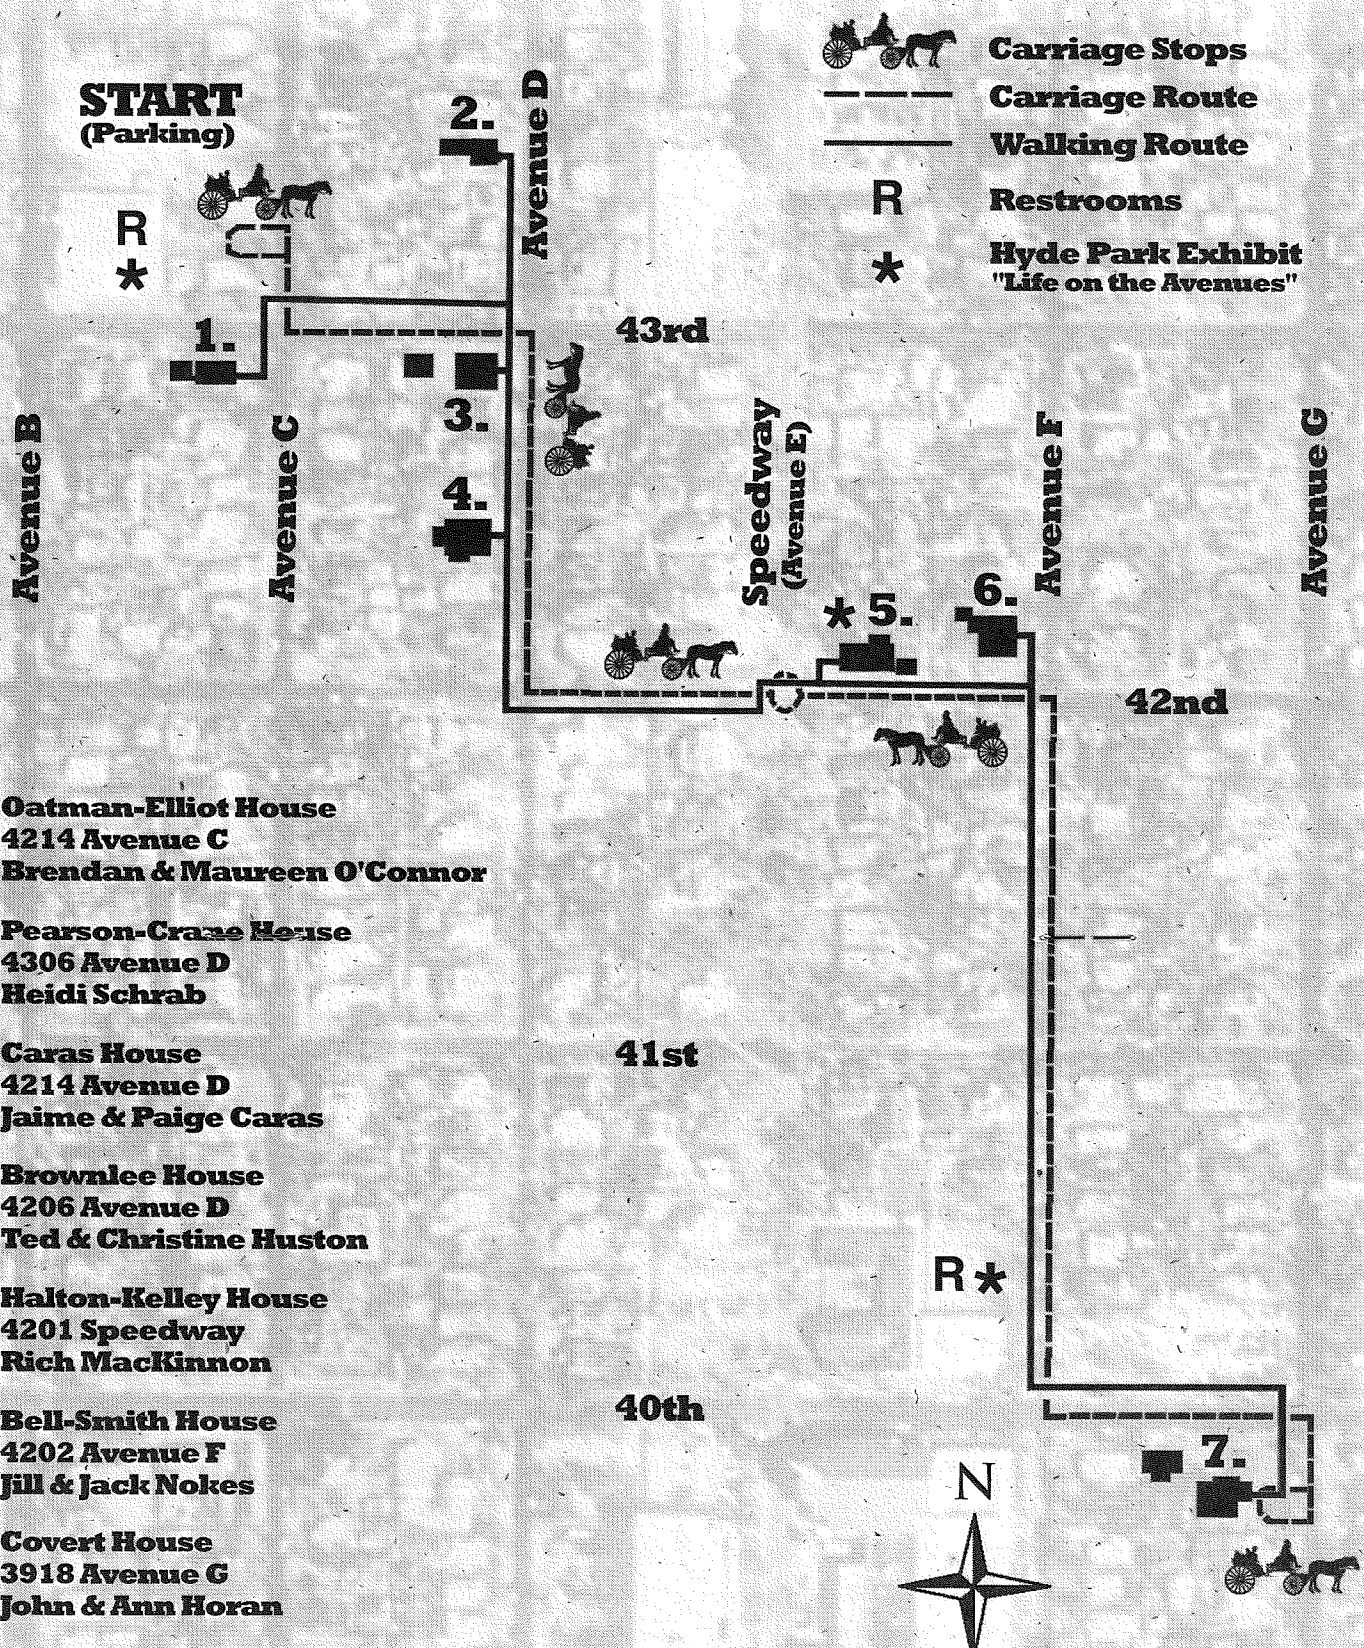 START
(Parking)
R
*
Carriage Stops
Carriage Route
Walking Route
R Restrooms
* Hyde Park Exhibit
"Life on the Avenues"
1.
2.
3.
4.
* 5.
6.
7.
Avenue B
Avenue C
Avenue D
Speedway
(Avenue E)
Avenue F
Avenue G
43rd
42nd
41st
40th
R *
N
Oatman-Elliot House
4214 Avenue C
Brendan & Maureen O'Connor
Pearson-Crane House
4306 Avenue D
Heidi Schrab
Caras House
4214 Avenue D
Jaime & Paige Caras
Brownlee House
4206 Avenue D
Ted & Christine Huston
Halton-Kelley House
4201 Speedway
Rich MacKinnon
Bell-Smith House
4202 Avenue F
Jill & Jack Nokes
Covert House
3918 Avenue G
John & Ann Horan